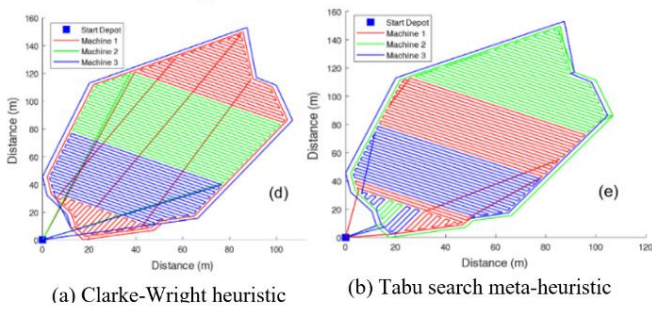 160
140
120
100
80
60
40
20
0
Distance (m)
Start Depot
Machine 1
Machine 2
Machine 3
(d)
0 20 40 60 80 100
Distance (m)
(a) Clarke-Wright heuristic
160
140
120
100
80
60
40
20
0
Distance (m)
Start Depot
Machine 1
Machine 2
Machine 3
(e)
0 20 40 60 80 100 120
Distance (m)
(b) Tabu search meta-heuristic